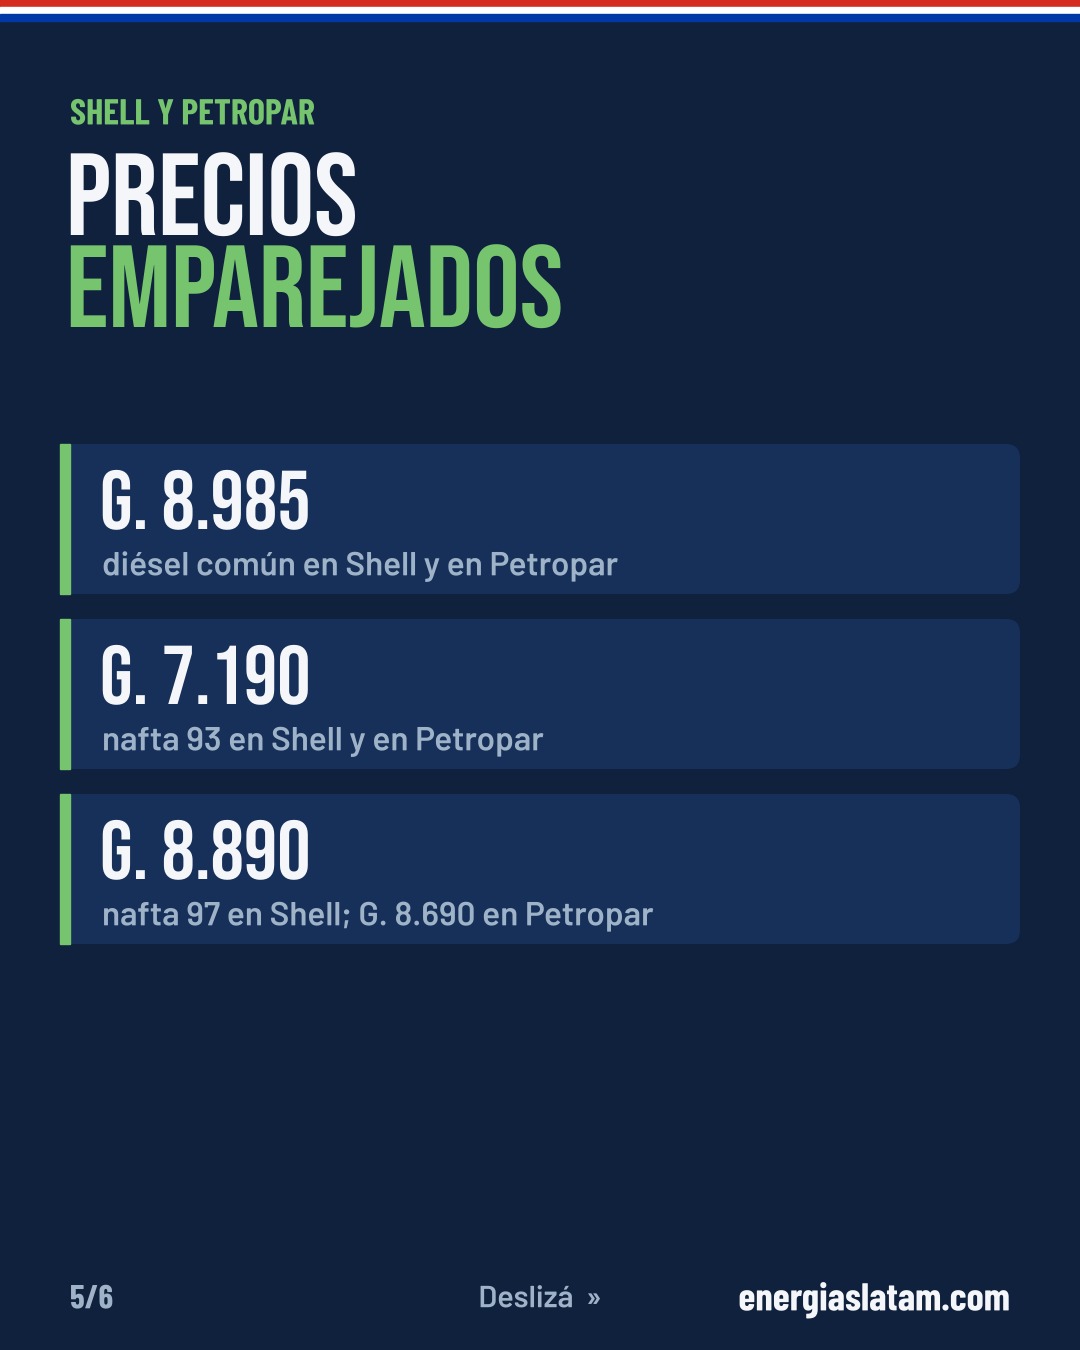 SHELL Y PETROPAR
PRECIOS
EMPAREJADOS
G. 8.985
diésel común en Shell y en Petropar
G. 7.190
nafta 93 en Shell y en Petropar
G. 8.890
nafta 97 en Shell; G. 8.690 en Petropar
5/6
Deslizá »
energiaslatam.com